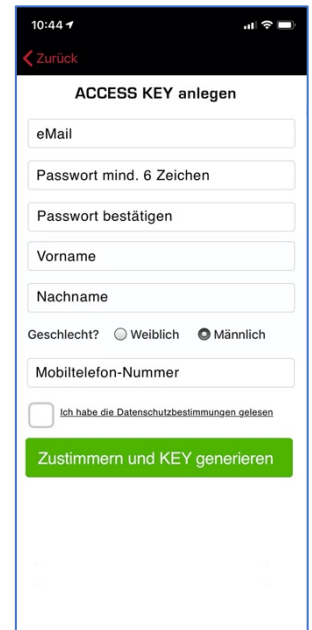 10:44
Zurück
ACCESS KEY anlegen
eMail
Passwort mind. 6 Zeichen
Passwort bestätigen
Vorname
Nachname
Geschlecht? Weiblich Männlich
Mobiltelefon-Nummer
Ich habe die Datenschutzbestimmungen gelesen
Zustimmern und KEY generieren